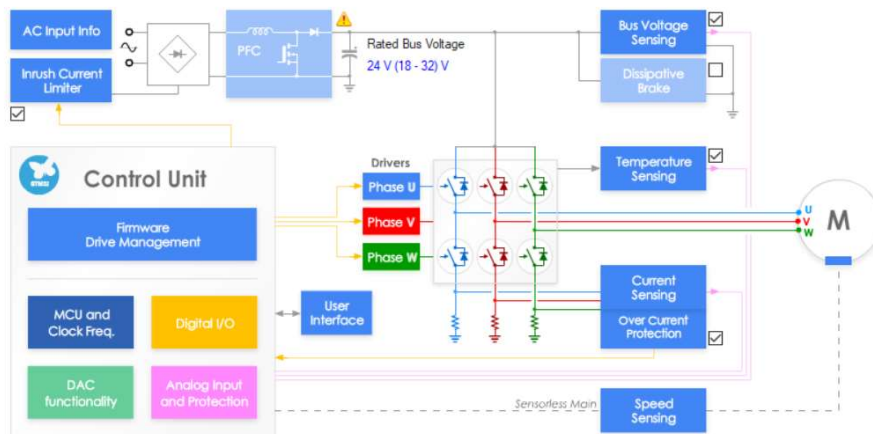 AC Input Info
PFC
Rated Bus Voltage
24 V (18 - 32) V
Bus Voltage
Sensing
Inrush Current
Limiter
Dissipative
Brake
STM32
Control Unit
Drivers
Phase U
Phase V
Phase W
Temperature
Sensing
U
V
W
M
Firmware
Drive Management
MCU and
Clock Freq.
Digital I/O
User
Interface
Current
Sensing
Over Current
Protection
DAC
functionality
Analog Input
and Protection
Sensorless Main
Speed
Sensing